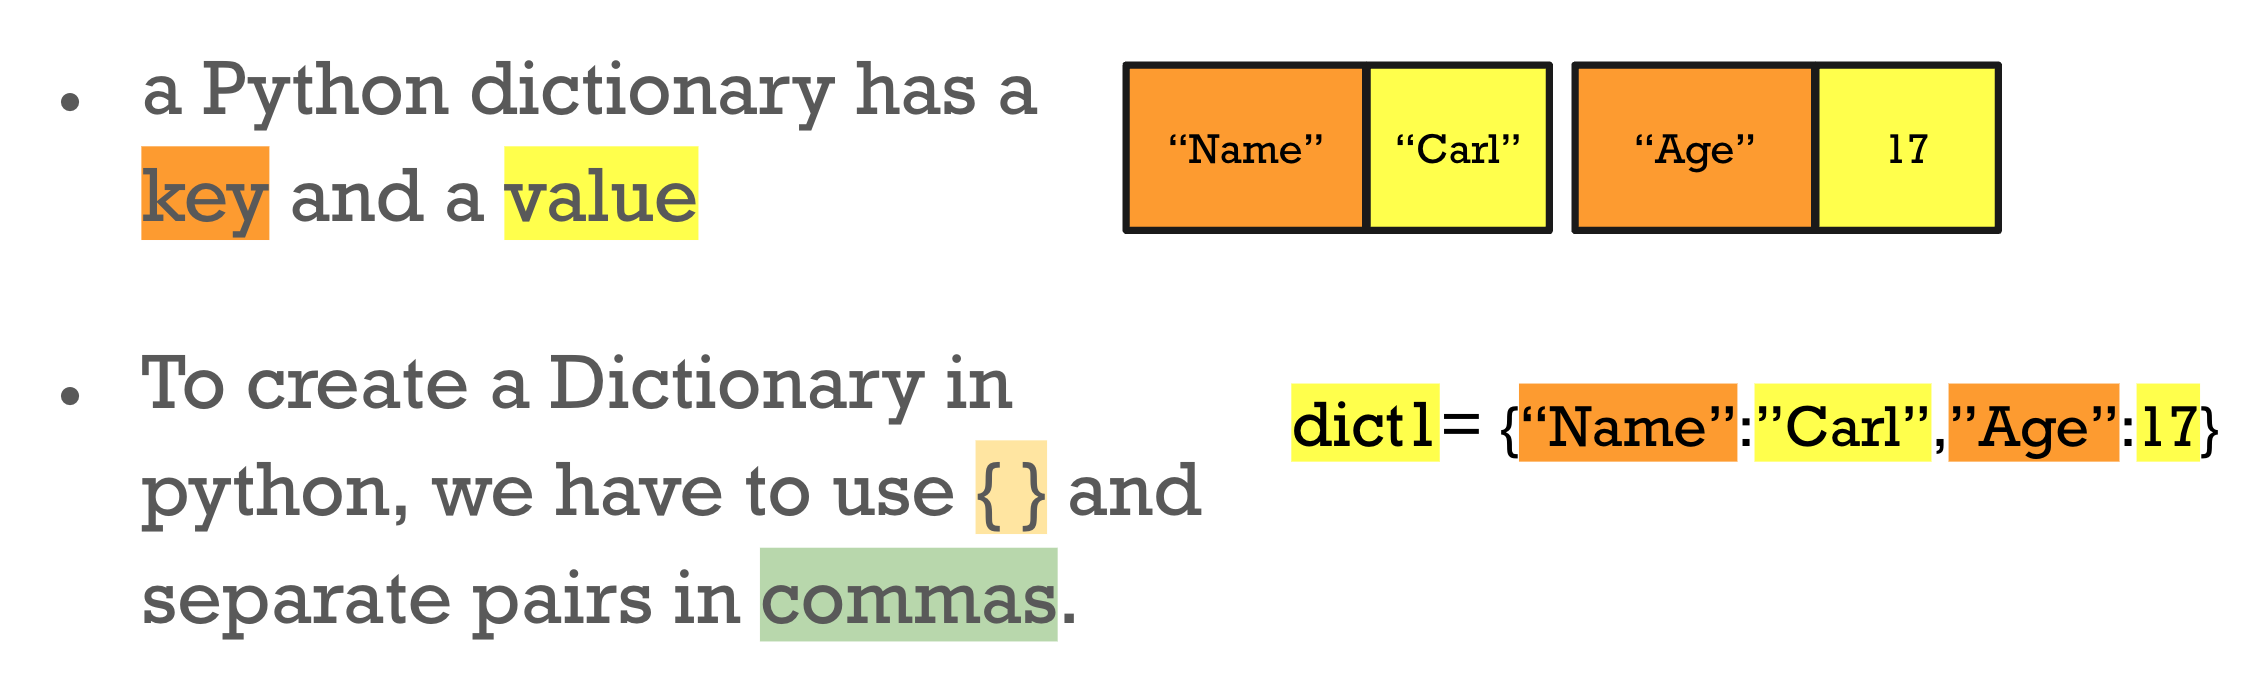 • a Python dictionary has a
key and a value
“Name” “Carl” “Age” 17
• To create a Dictionary in
python, we have to use { } and
separate pairs in commas.
dict1= {“Name”:”Carl”,”Age”:17}